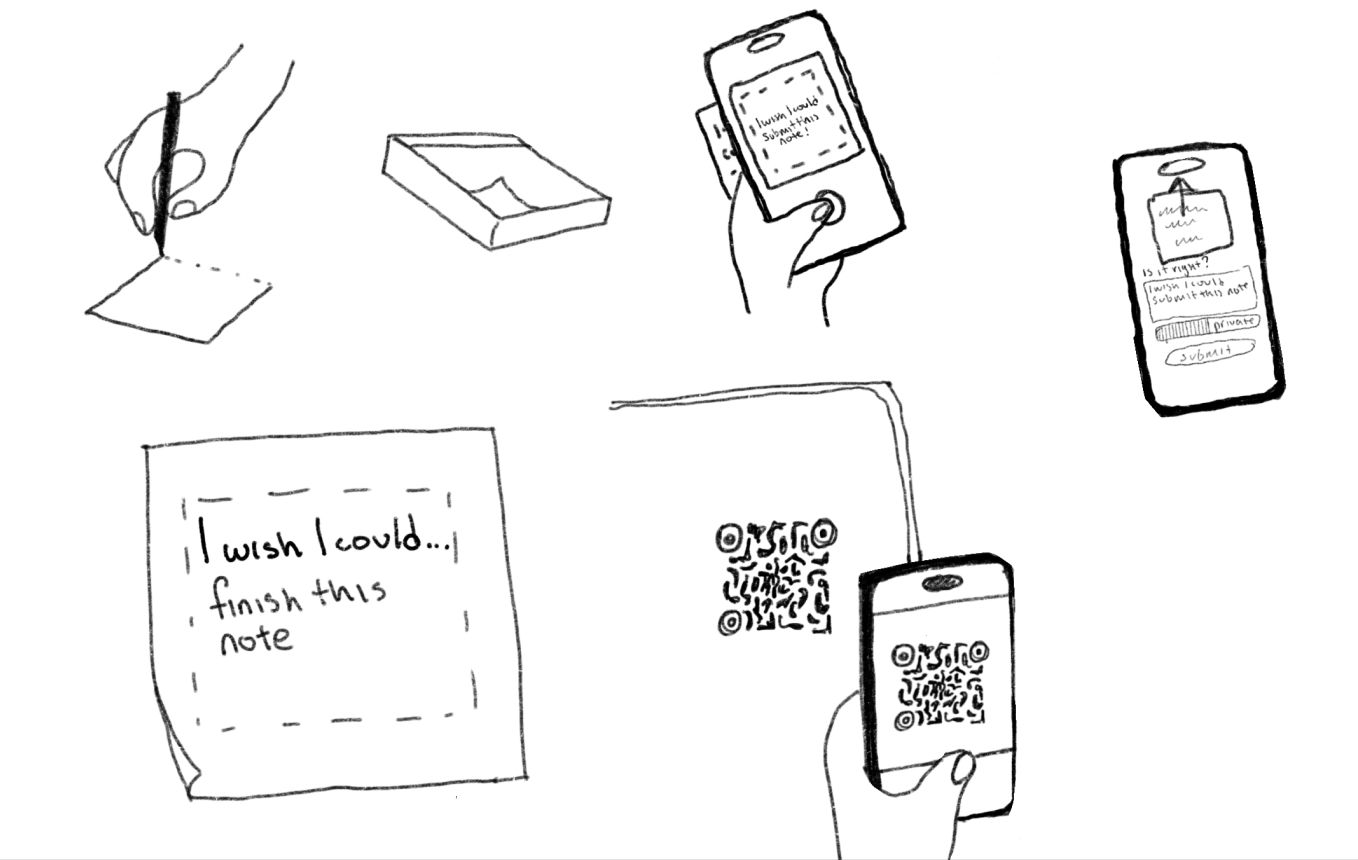 I wish I could
submit this
note!
Is it right?
I wish I could
submit this note
private
submit
I wish I could...
finish this
note